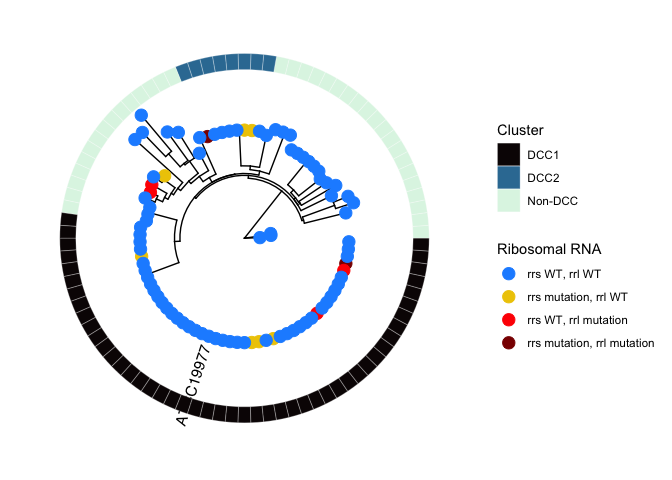 Cluster
DCC1
DCC2
Non-DCC
Ribosomal RNA
rrs WT, rrl WT
rrs mutation, rrl WT
rrs WT, rrl mutation
rrs mutation, rrl mutation